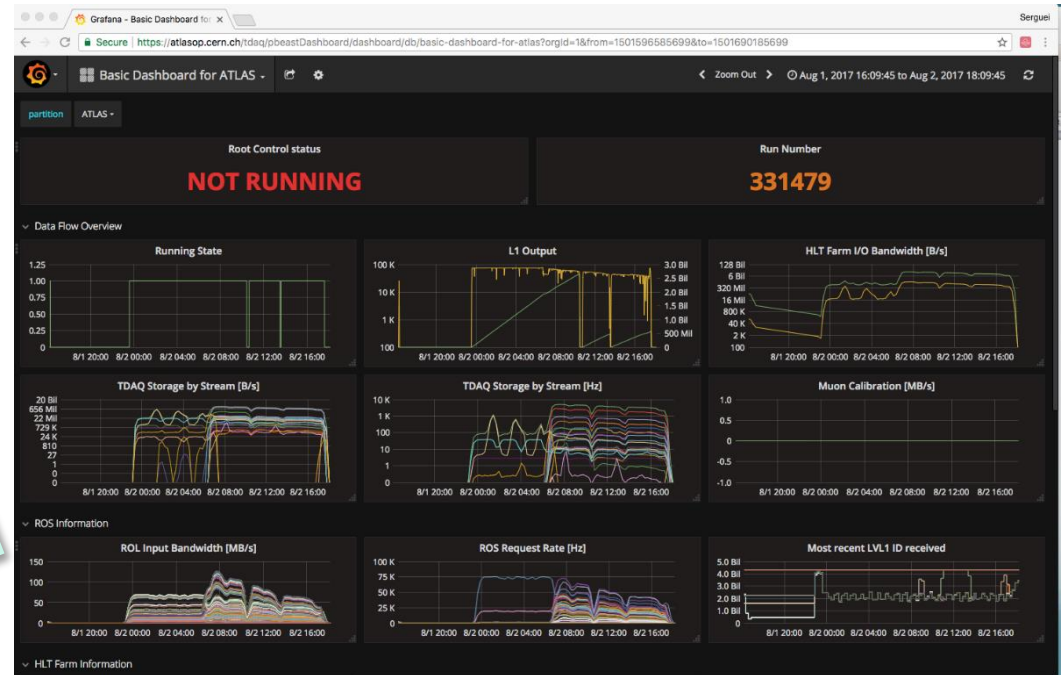 Grafana - Basic Dashboard for
Serguei
Secure https://atlasop.cern.ch/tdaq/pbeastDashboard/dashboard/db/basic-dashboard-for-atlas?orgId=1&from=1501596585699&to=1501690185699
Basic Dashboard for ATLAS
Zoom Out
Aug 1, 2017 16:09:45 to Aug 2, 2017 18:09:45
partition ATLAS
Root Control status
NOT RUNNING
Run Number
331479
Data Flow Overview
Running State
1.25
1.00
0.75
0.50
0.25
0
8/1 20:00 8/2 00:00 8/2 04:00 8/2 08:00 8/2 12:00 8/2 16:00
L1 Output
100 K
10 K
1 K
100
3.0 Bil
2.5 Bil
2.0 Bil
1.5 Bil
1.0 Bil
500 Mil
0
8/1 20:00 8/2 00:00 8/2 04:00 8/2 08:00 8/2 12:00 8/2 16:00
HLT Farm I/O Bandwidth [B/s]
128 Bil
6 Bil
320 Mil
16 Mil
800 K
40 K
2 K
100
8/1 20:00 8/2 00:00 8/2 04:00 8/2 08:00 8/2 12:00 8/2 16:00
TDAQ Storage by Stream [B/s]
20 Bil
656 Mil
22 Mil
729 K
24 K
810
27
1
0
0
8/1 20:00 8/2 00:00 8/2 04:00 8/2 08:00 8/2 12:00 8/2 16:00
TDAQ Storage by Stream [Hz]
10 K
1 K
100
10
1
0
8/1 20:00 8/2 00:00 8/2 04:00 8/2 08:00 8/2 12:00 8/2 16:00
Muon Calibration [MB/s]
1.0
0.5
0
-0.5
-1.0
8/1 20:00 8/2 00:00 8/2 04:00 8/2 08:00 8/2 12:00 8/2 16:00
ROS Information
ROL Input Bandwidth [MB/s]
150
100
50
0
8/1 20:00 8/2 00:00 8/2 04:00 8/2 08:00 8/2 12:00 8/2 16:00
ROS Request Rate [Hz]
100 K
75 K
50 K
25 K
0
8/1 20:00 8/2 00:00 8/2 04:00 8/2 08:00 8/2 12:00 8/2 16:00
Most recent LVL1 ID received
5.0 Bil
4.0 Bil
3.0 Bil
2.0 Bil
1.0 Bil
0
8/1 20:00 8/2 00:00 8/2 04:00 8/2 08:00 8/2 12:00 8/2 16:00
HLT Farm Information